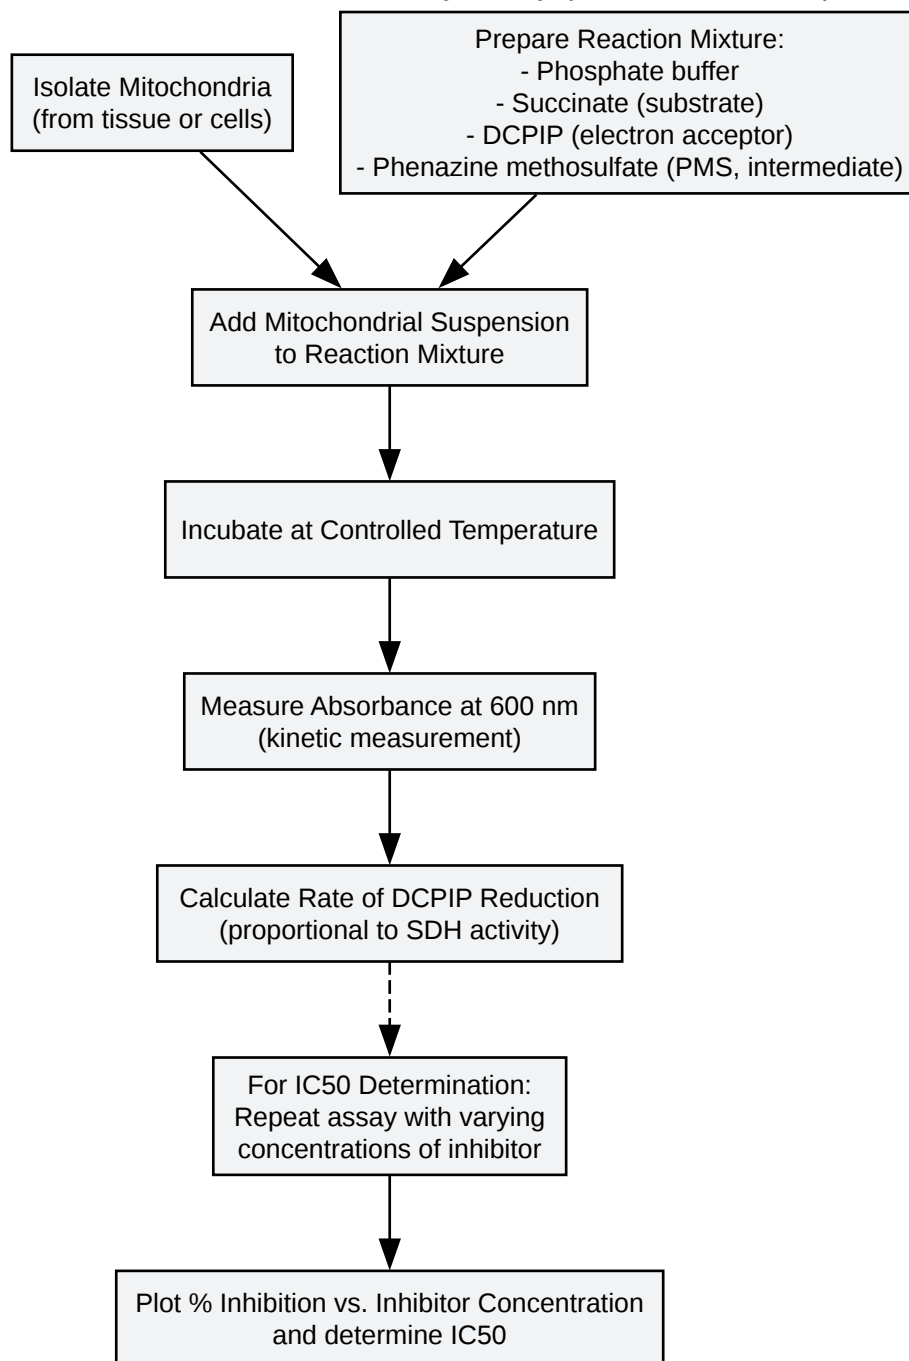 Isolate Mitochondria
(from tissue or cells)
Prepare Reaction Mixture:
- Phosphate buffer
- Succinate (substrate)
- DCPIP (electron acceptor)
- Phenazine methosulfate (PMS, intermediate)
Add Mitochondrial Suspension
to Reaction Mixture
Incubate at Controlled Temperature
Measure Absorbance at 600 nm
(kinetic measurement)
Calculate Rate of DCPIP Reduction
(proportional to SDH activity)
For IC50 Determination:
Repeat assay with varying
concentrations of inhibitor
Plot % Inhibition vs. Inhibitor Concentration
and determine IC50